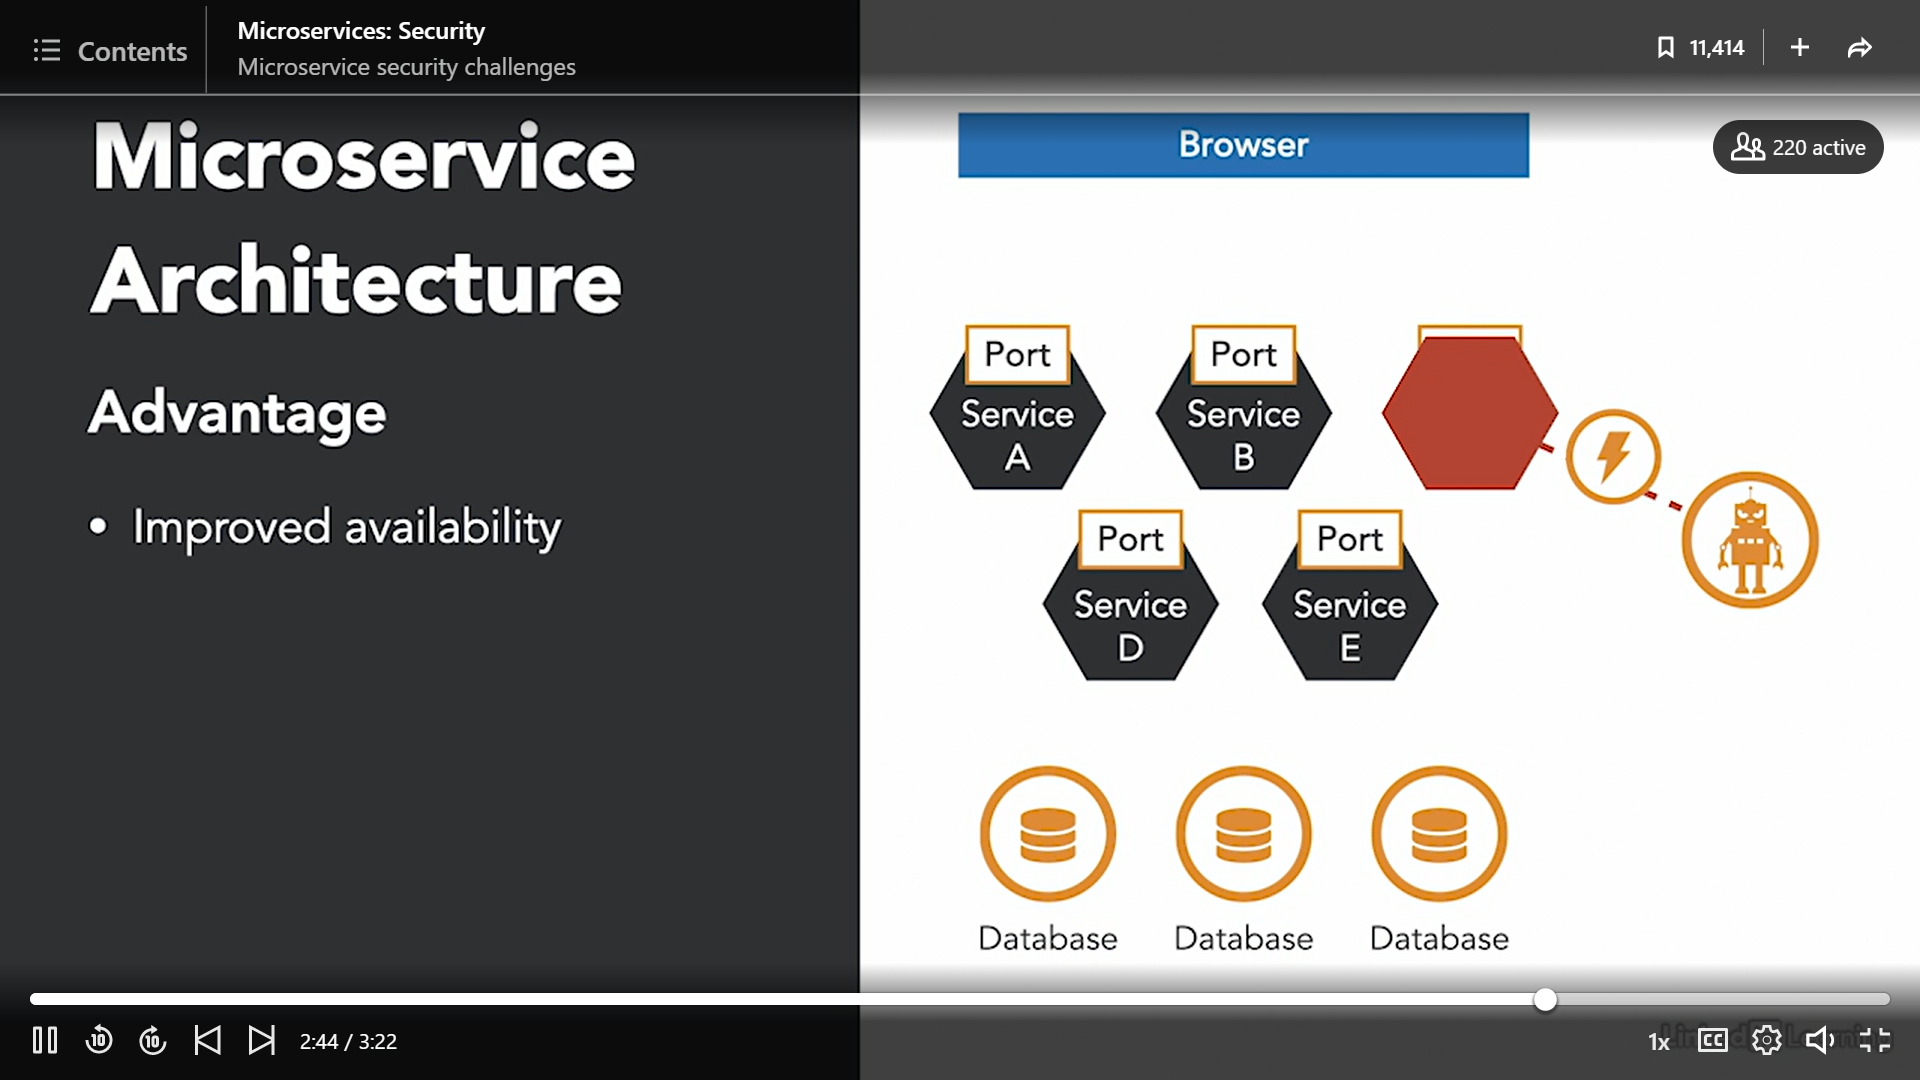 Contents
Microservices: Security
Microservice security challenges
11,414
220 active
Microservice
Architecture
Advantage
• Improved availability
Browser
Port
Service
A
Port
Service
B
Port
Service
D
Port
Service
E
Database
Database
Database
10
10
2:44 / 3:22
1x
CC